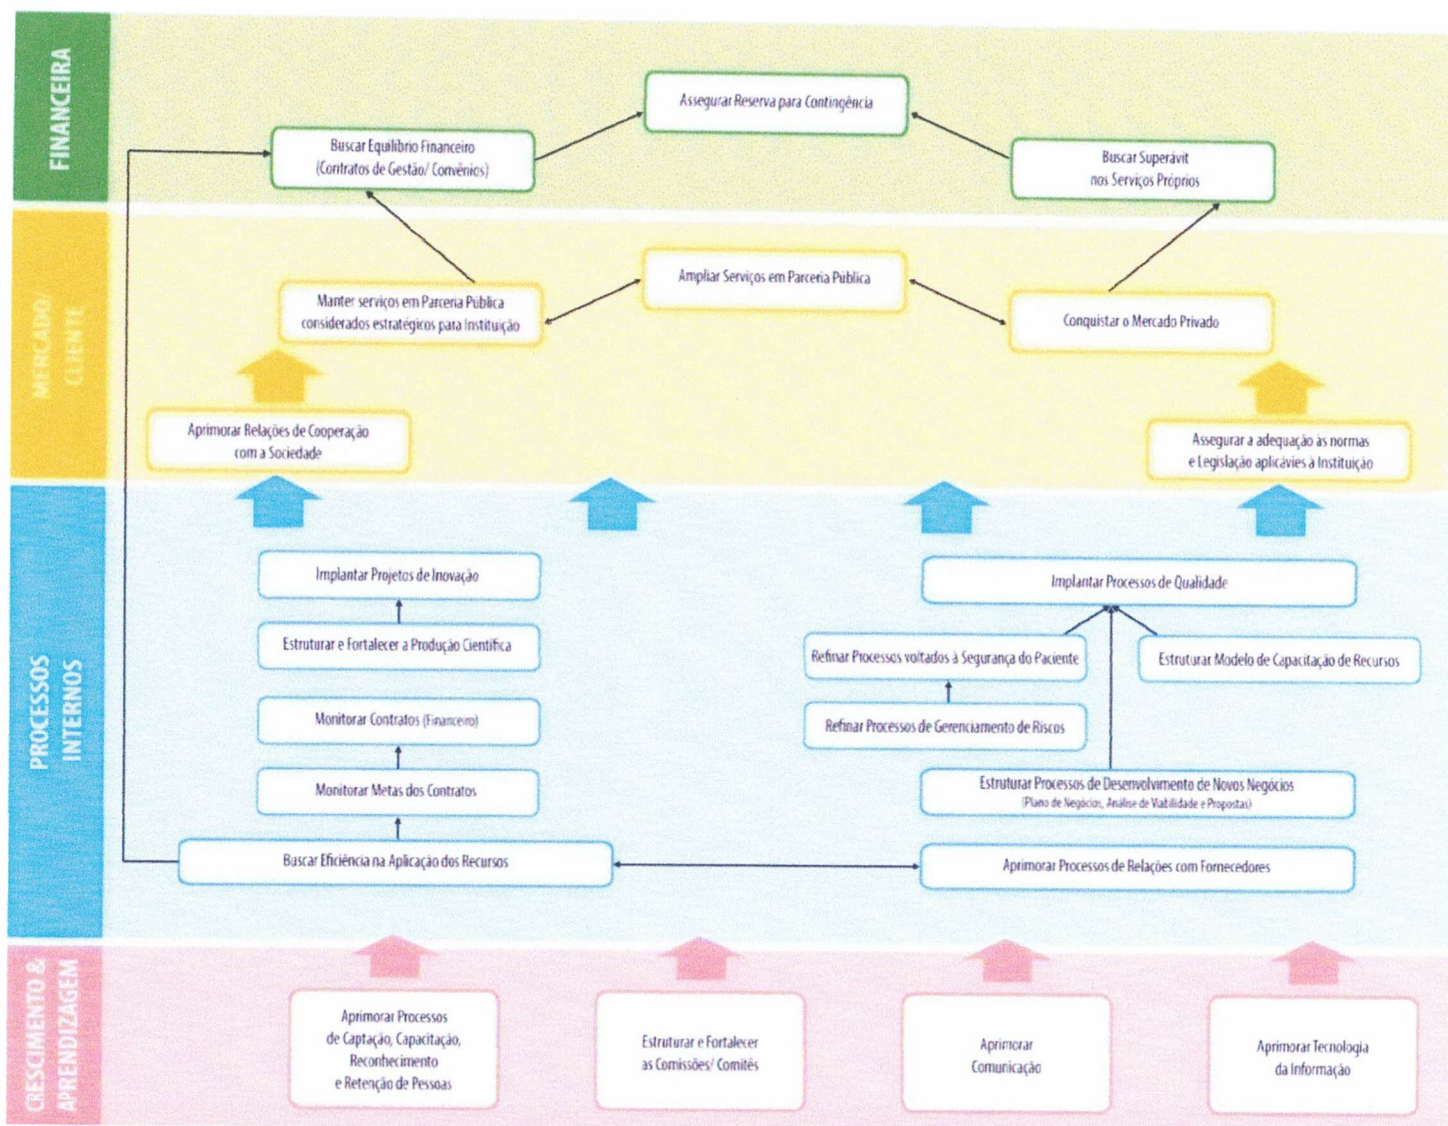 FINANCEIRA
Assegurar Reserva para Contingência
Buscar Equilíbrio Financeiro
(Contratos de Gestão/ Convênios)
Buscar Superávit
nos Serviços Próprios
MERCADO/
CLIENTE
Ampliar Serviços em Parceria Pública
Manter serviços em Parceria Pública
considerados estratégicos para Instituição
Conquistar o Mercado Privado
Aprimorar Relações de Cooperação
com a Sociedade
Assegurar a adequação às normas
e Legislação aplicávies à Instituição
PROCESSOS
INTERNOS
Implantar Projetos de Inovação
Implantar Processos de Qualidade
Estruturar e Fortalecer a Produção Científica
Refinar Processos voltados à Segurança do Paciente
Estruturar Modelo de Capacitação de Recursos
Monitorar Contratos (Financeiro)
Refinar Processos de Gerenciamento de Riscos
Monitorar Metas dos Contratos
Estruturar Processos de Desenvolvimento de Novos Negócios
(Plano de Negócios, Análise de Viabilidade e Propostas)
Buscar Eficiência na Aplicação dos Recursos
Aprimorar Processos de Relações com Fornecedores
CRESCIMENTO &
APRENDIZAGEM
Aprimorar Processos
de Captação, Capacitação,
Reconhecimento
e Retenção de Pessoas
Estruturar e Fortalecer
as Comissões/ Comitês
Aprimorar
Comunicação
Aprimorar Tecnologia
da Informação